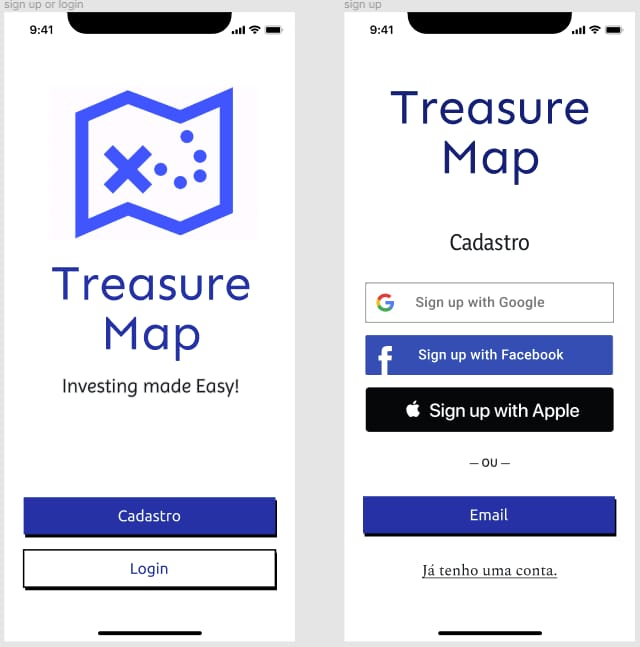 sign up or login
9:41
Treasure
Map
Investing made Easy!
Cadastro
Login
sign up
9:41
Treasure
Map
Cadastro
Sign up with Google
Sign up with Facebook
Sign up with Apple
— ou —
Email
Já tenho uma conta.